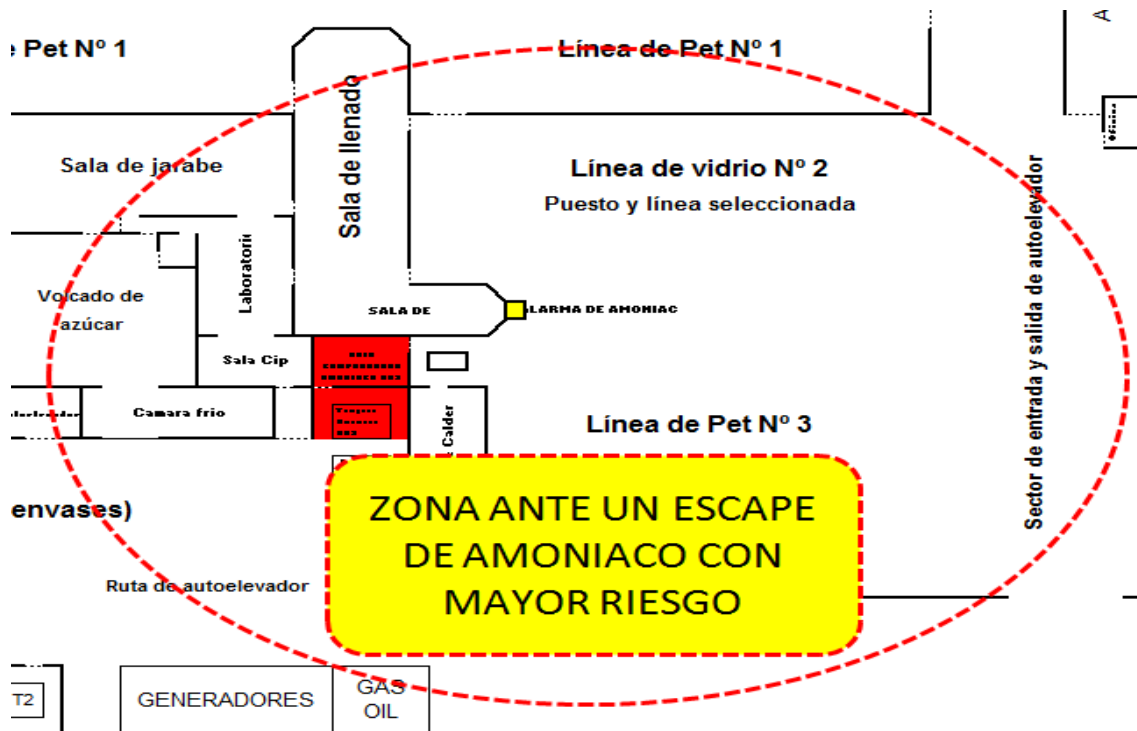 e Pet Nº 1
Línea de Pet Nº 1
Sala de llenado
Sala de jarabe
Línea de vidrio Nº 2
Puesto y línea seleccionada
Sector de entrada y salida de autoelevador
Laboratorio
Volcado de
azúcar
SALA DE
LARMA DE AMONIAC
Sala Cip
Camara frio
Calder
Línea de Pet Nº 3
envases)
ZONA ANTE UN ESCAPE
DE AMONIACO CON
MAYOR RIESGO
Ruta de autoelevador
T2
GENERADORES
GAS
OIL
A